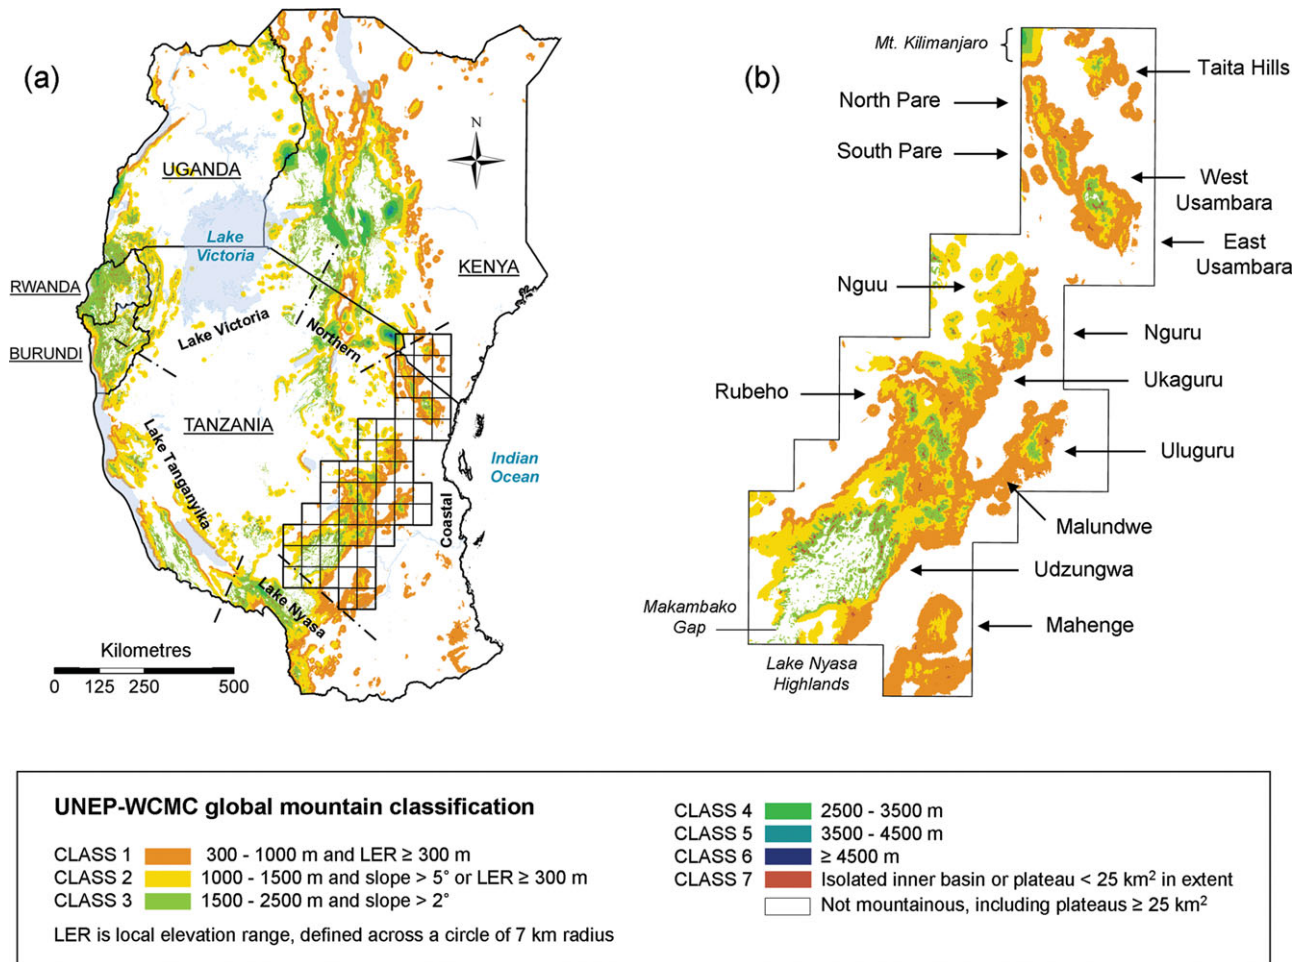 (a)
N
UGANDA
Lake
Victoria
KENYA
RWANDA
BURUNDI
Lake Victoria
Northern
TANZANIA
Lake Tanganyika
Indian
Ocean
Coastal
Lake Nyasa
Kilometres
0 125 250 500
(b)
Mt. Kilimanjaro
Taita Hills
North Pare
South Pare
West
Usambara
East
Usambara
Nguu
Nguru
Ukaguru
Rubeho
Uluguru
Malundwe
Udzungwa
Makambako
Gap
Mahenge
Lake Nyasa
Highlands
UNEP-WCMC global mountain classification
CLASS 1 300 - 1000 m and LER ≥ 300 m
CLASS 2 1000 - 1500 m and slope > 5° or LER ≥ 300 m
CLASS 3 1500 - 2500 m and slope > 2°
LER is local elevation range, defined across a circle of 7 km radius
CLASS 4 2500 - 3500 m
CLASS 5 3500 - 4500 m
CLASS 6 ≥ 4500 m
CLASS 7 Isolated inner basin or plateau < 25 km² in extent
Not mountainous, including plateaus ≥ 25 km²